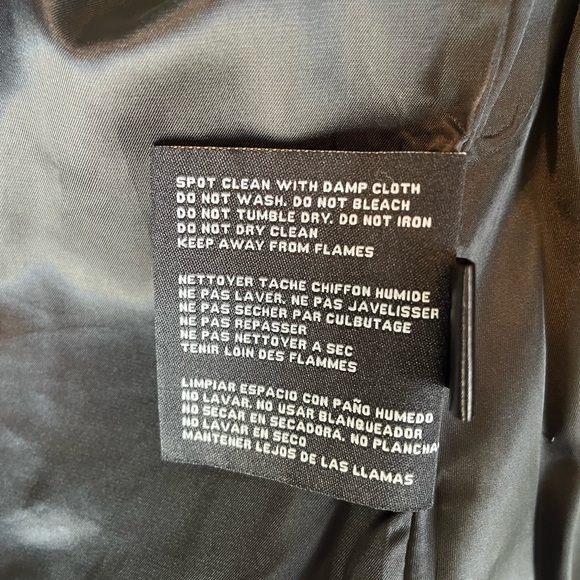 SPOT CLEAN WITH DAMP CLOTH
DO NOT WASH. DO NOT BLEACH
DO NOT TUMBLE DRY. DO NOT IRON
DO NOT DRY CLEAN
KEEP AWAY FROM FLAMES
NETTOYER TACHE CHIFFON HUMIDE
NE PAS LAVER. NE PAS JAVELISSER
NE PAS SECHER PAR CULBUTAGE
NE PAS REPASSER
NE PAS NETTOYER A SEC
TENIR LOIN DES FLAMMES
LIMPIAR ESPACIO CON PAÑO HUMEDO
NO LAVAR. NO USAR BLANQUEADOR
NO SECAR EN SECADORA. NO PLANCHA
NO LAVAR EN SECO
MANTENER LEJOS DE LAS LLAMAS